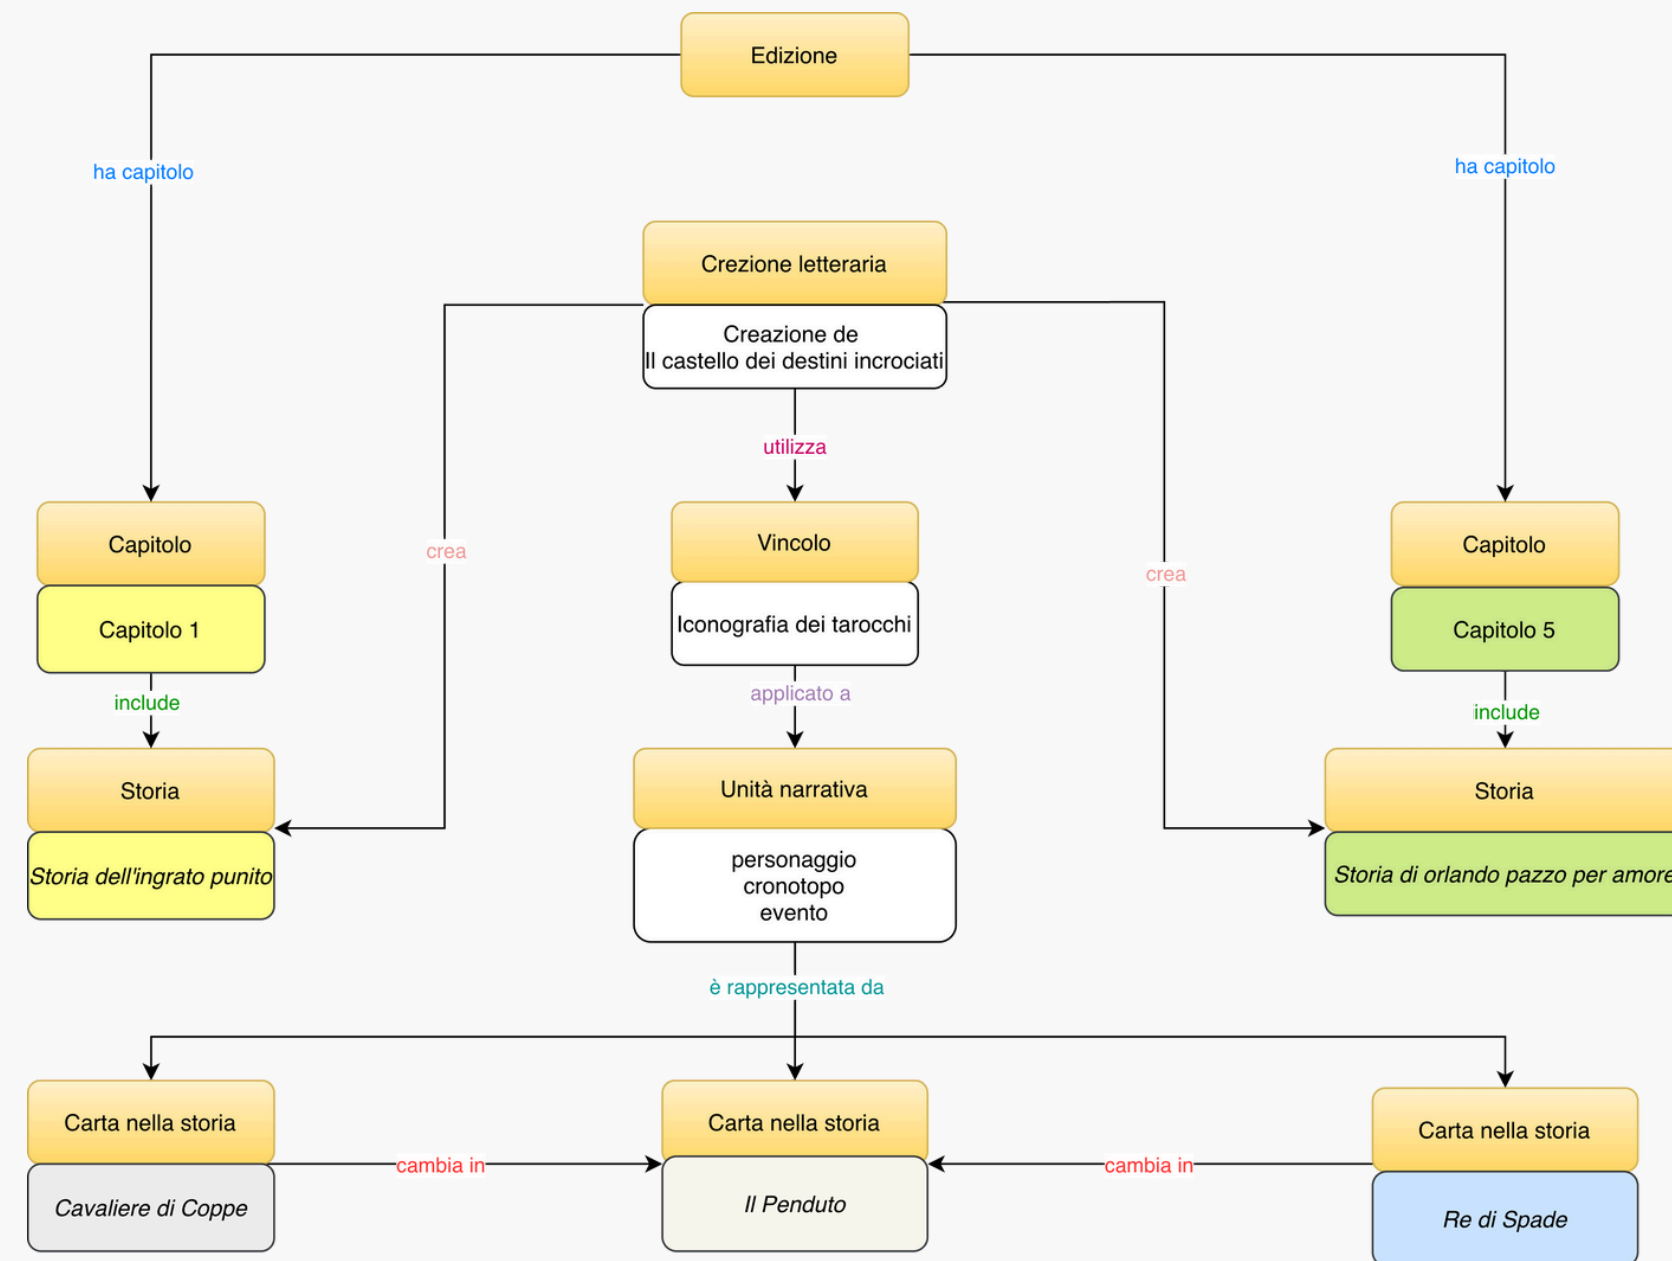 Edizione
ha capitolo
ha capitolo
Crezione letteraria
Creazione de
Il castello dei destini incrociati
utilizza
Capitolo
Vincolo
Capitolo
crea
crea
Capitolo 1
Iconografia dei tarocchi
Capitolo 5
include
applicato a
include
Storia
Unità narrativa
Storia
Storia dell'ingrato punito
personaggio
cronotopo
evento
Storia di orlando pazzo per amore
è rappresentata da
Carta nella storia
Carta nella storia
Carta nella storia
cambia in
cambia in
Cavaliere di Coppe
Il Penduto
Re di Spade